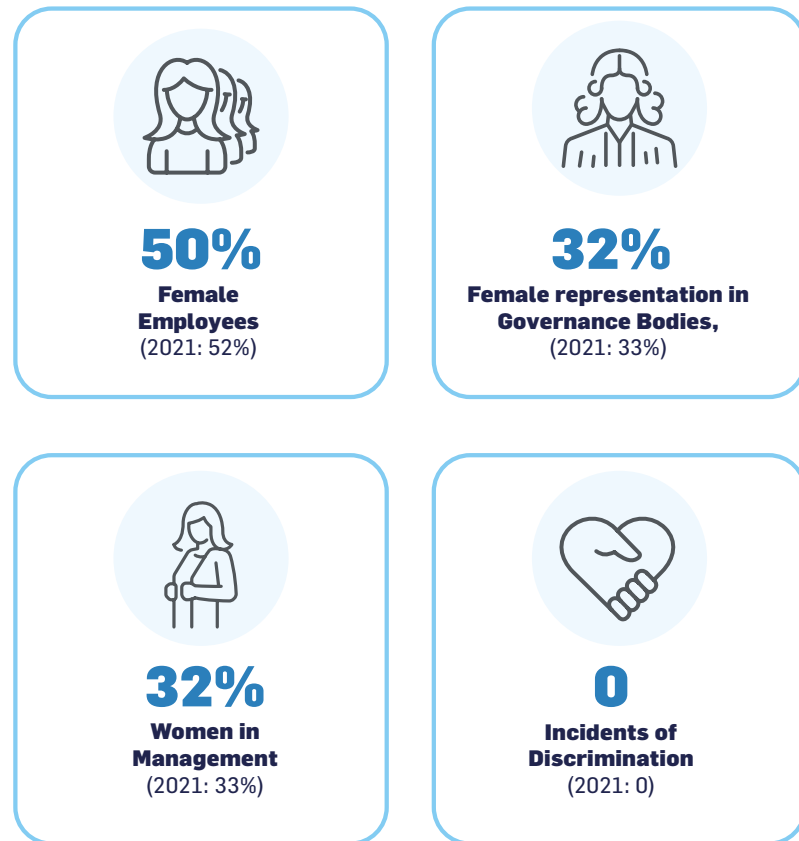 50%
Female
Employees
(2021: 52%)
32%
Female representation in
Governance Bodies,
(2021: 33%)
32%
Women in
Management
(2021: 33%)
0
Incidents of
Discrimination
(2021: 0)